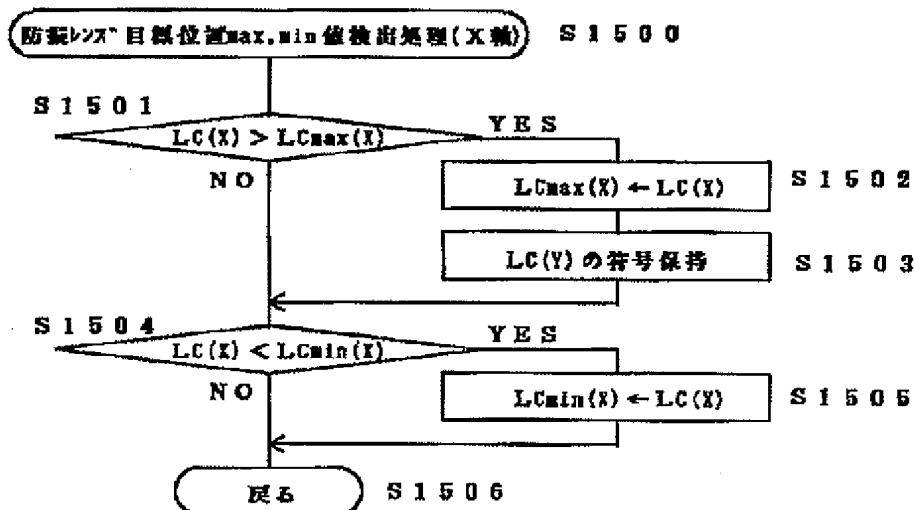 防振レンズ目標位置max,min値検出処理(X軸) S1500
S1501
LC(X) > LCmax(X)
YES
NO
LCmax(X) ← LC(X) S1502
LC(Y)の符号保持 S1503
S1504
LC(X) < LCmin(X)
YES
NO
LCmin(X) ← LC(X) S1505
戻る S1506